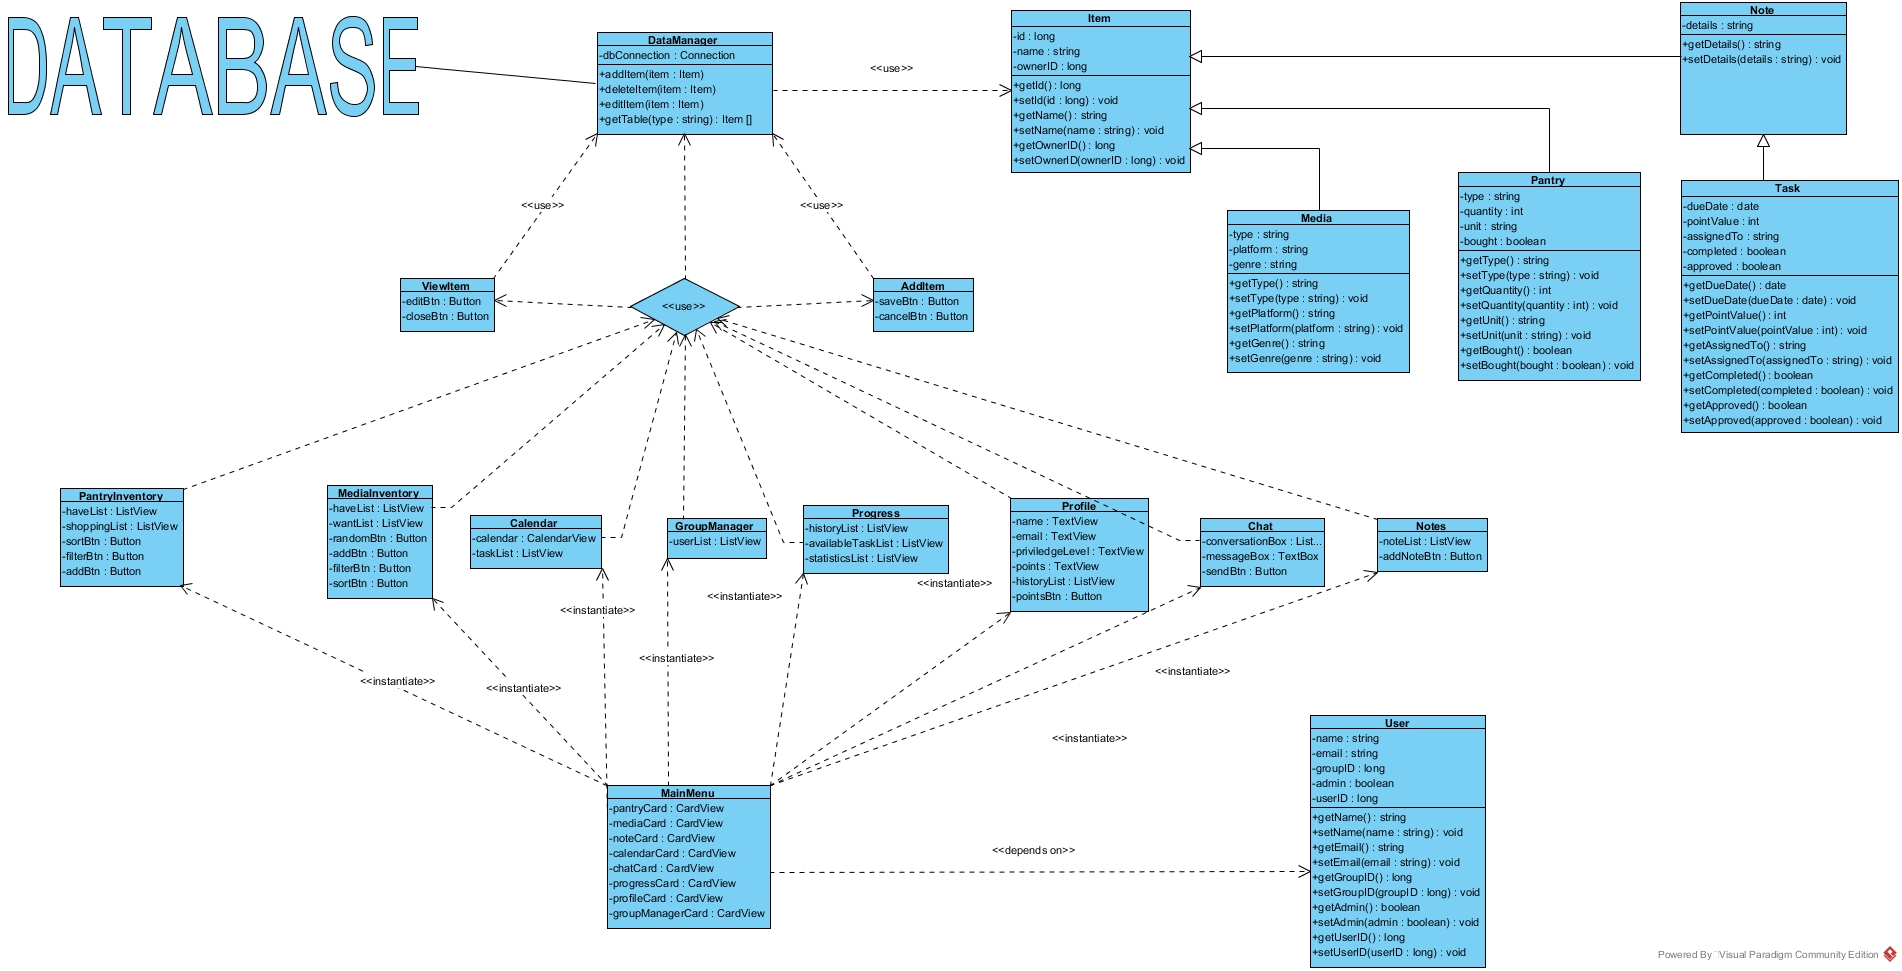 DATABASE
DataManager
-dbConnection : Connection
+addItem(item : Item)
+deleteItem(item : Item)
+editItem(item : Item)
+getTable(type : string) : Item []
<<use>>
Item
-id : long
-name : string
-ownerID : long
+getId() : long
+setId(id : long) : void
+getName() : string
+setName(name : string) : void
+getOwnerID() : long
+setOwnerID(ownerID : long) : void
Note
-details : string
+getDetails() : string
+setDetails(details : string) : void
Media
-type : string
-platform : string
-genre : string
+getType() : string
+setType(type : string) : void
+getPlatform() : string
+setPlatform(platform : string) : void
+getGenre() : string
+setGenre(genre : string) : void
Pantry
-type : string
-quantity : int
-unit : string
-bought : boolean
+getType() : string
+setType(type : string) : void
+getQuantity() : int
+setQuantity(quantity : int) : void
+getUnit() : string
+setUnit(unit : string) : void
+getBought() : boolean
+setBought(bought : boolean) : void
Task
-dueDate : date
-pointValue : int
-assignedTo : string
-completed : boolean
-approved : boolean
+getDueDate() : date
+setDueDate(dueDate : date) : void
+getPointValue() : int
+setPointValue(pointValue : int) : void
+getAssignedTo() : string
+setAssignedTo(assignedTo : string) : void
+getCompleted() : boolean
+setCompleted(completed : boolean) : void
+getApproved() : boolean
+setApproved(approved : boolean) : void
<<use>>
<<use>>
ViewItem
-editBtn : Button
-closeBtn : Button
<<use>>
AddItem
-saveBtn : Button
-cancelBtn : Button
PantryInventory
-haveList : ListView
-shoppingList : ListView
-sortBtn : Button
-filterBtn : Button
-addBtn : Button
MediaInventory
-haveList : ListView
-wantList : ListView
-randomBtn : Button
-addBtn : Button
-filterBtn : Button
-sortBtn : Button
Calendar
-calendar : CalendarView
-taskList : ListView
GroupManager
-userList : ListView
Progress
-historyList : ListView
-availableTaskList : ListView
-statisticsList : ListView
Profile
-name : TextView
-email : TextView
-priviledgeLevel : TextView
-points : TextView
-historyList : ListView
-pointsBtn : Button
Chat
-conversationBox : List...
-messageBox : TextBox
-sendBtn : Button
Notes
-noteList : ListView
-addNoteBtn : Button
<<instantiate>>
<<instantiate>>
<<instantiate>>
<<instantiate>>
<<instantiate>>
<<instantiate>>
<<instantiate>>
<<instantiate>>
MainMenu
-pantryCard : CardView
-mediaCard : CardView
-noteCard : CardView
-calendarCard : CardView
-chatCard : CardView
-progressCard : CardView
-profileCard : CardView
-groupManagerCard : CardView
<<depends on>>
User
-name : string
-email : string
-groupID : long
-admin : boolean
-userID : long
+getName() : string
+setName(name : string) : void
+getEmail() : string
+setEmail(email : string) : void
+getGroupID() : long
+setGroupID(groupID : long) : void
+getAdmin() : boolean
+setAdmin(admin : boolean) : void
+getUserID() : long
+setUserID(userID : long) : void
Powered By Visual Paradigm Community Edition